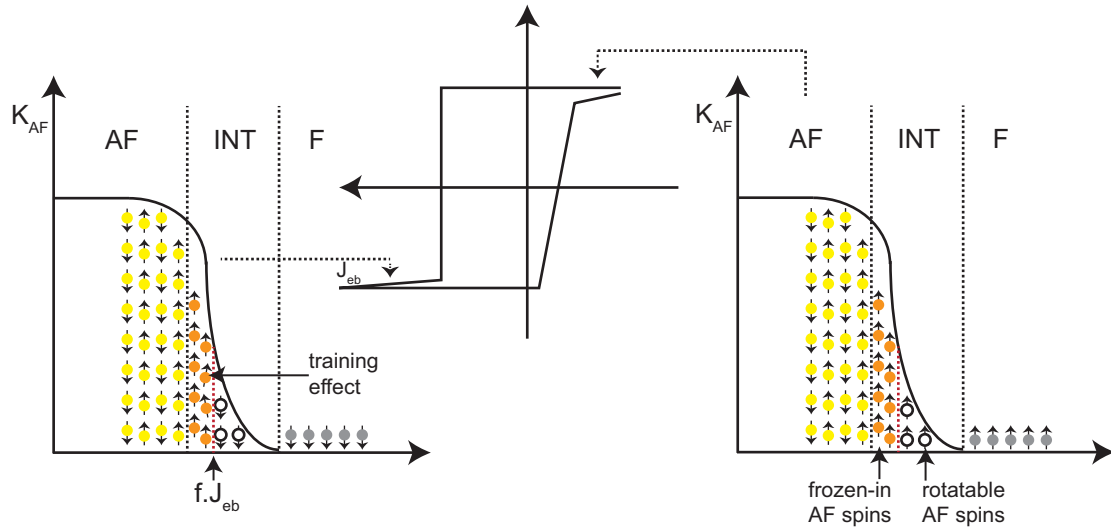 K_AF
AF
INT
F
training
effect
f.J_eb
J_eb
K_AF
AF
INT
F
frozen-in
AF spins
rotatable
AF spins